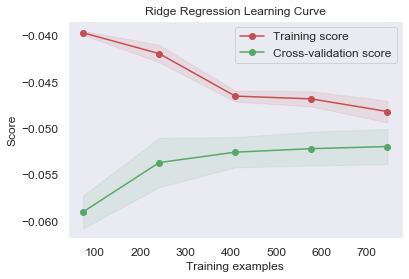 Ridge Regression Learning Curve
Training score
Cross-validation score
−0.040
−0.045
−0.050
−0.055
−0.060
Score
100 200 300 400 500 600 700
Training examples